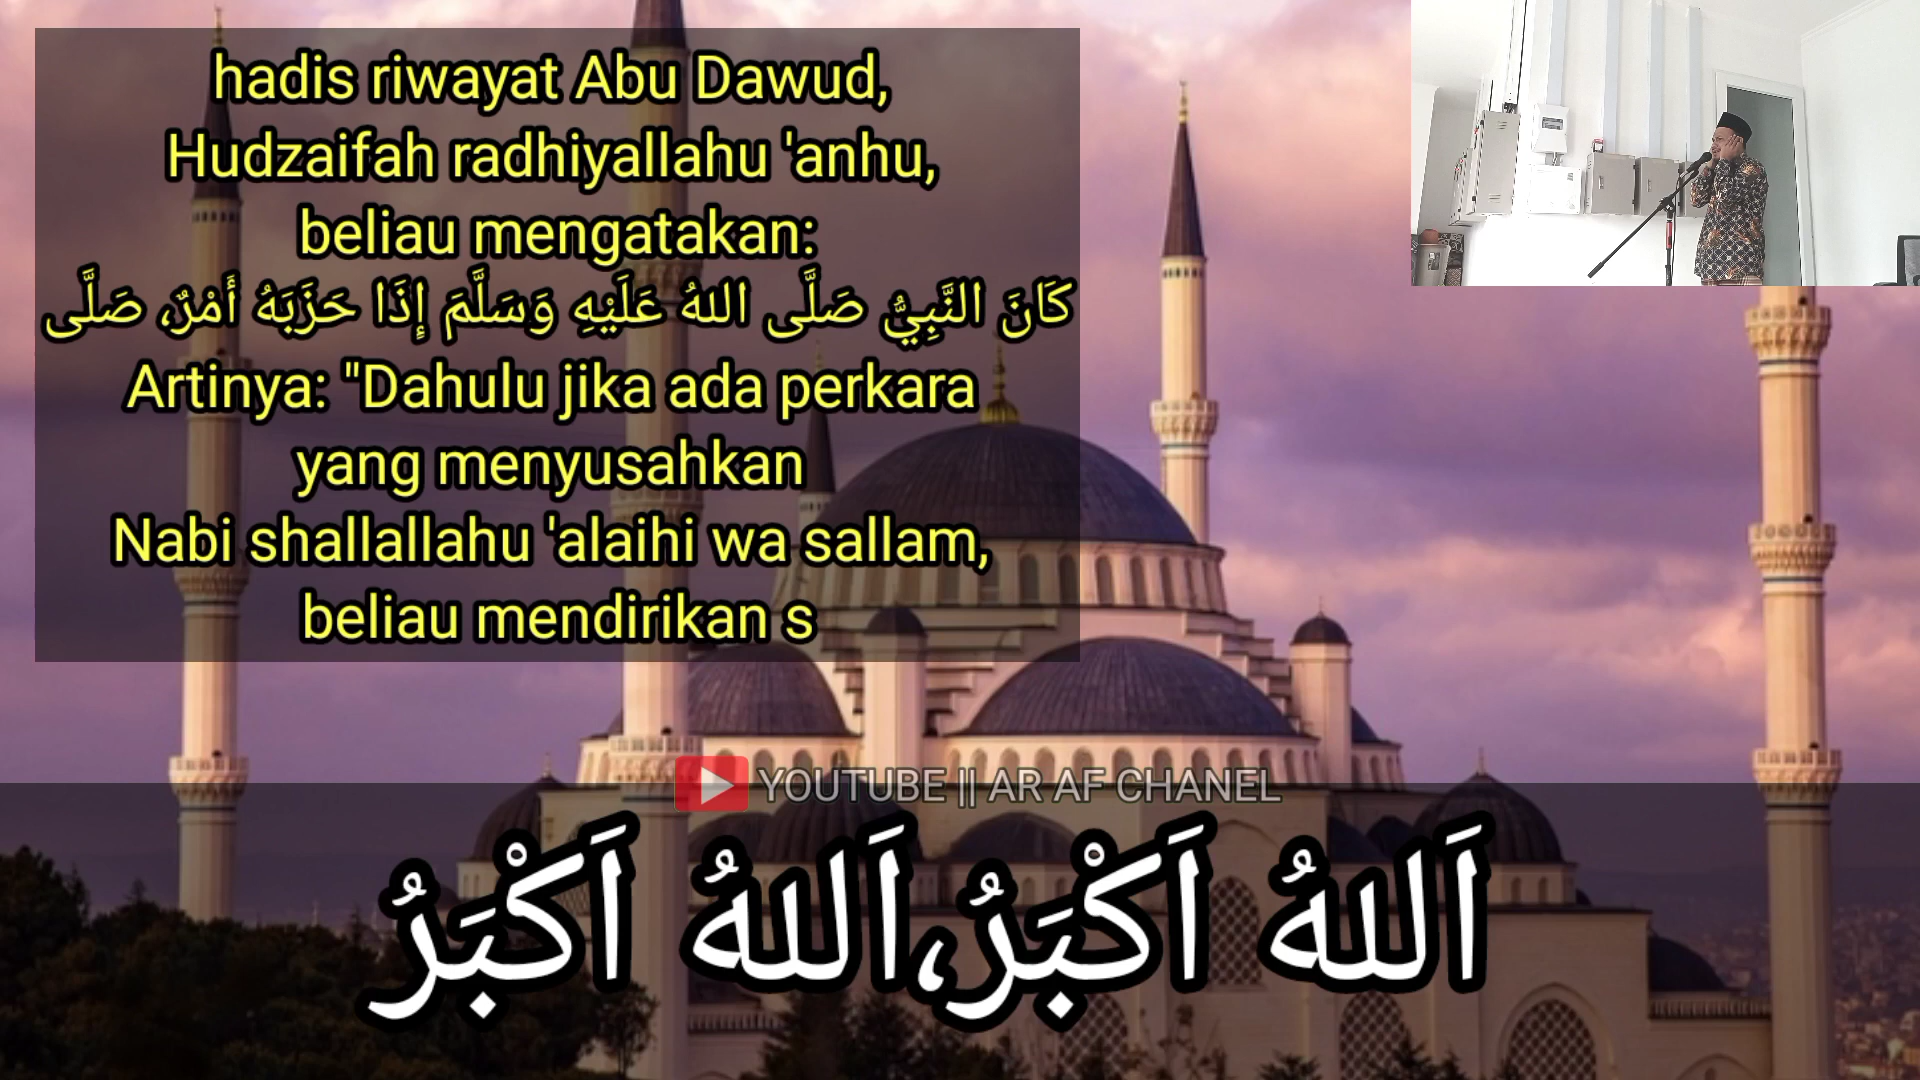 hadis riwayat Abu Dawud,
Hudzaifah radhiyallahu 'anhu,
beliau mengatakan:
كَانَ النَّبِيُّ صَلَّى اللهُ عَلَيْهِ وَسَلَّمَ إِذَا حَزَبَهُ أَمْرٌ، صَلَّى
Artinya: "Dahulu jika ada perkara
yang menyusahkan
Nabi shallallahu 'alaihi wa sallam,
beliau mendirikan s
YOUTUBE || AR AF CHANEL
اَللهُ اَكْبَرُ،اَللهُ اَكْبَرُ